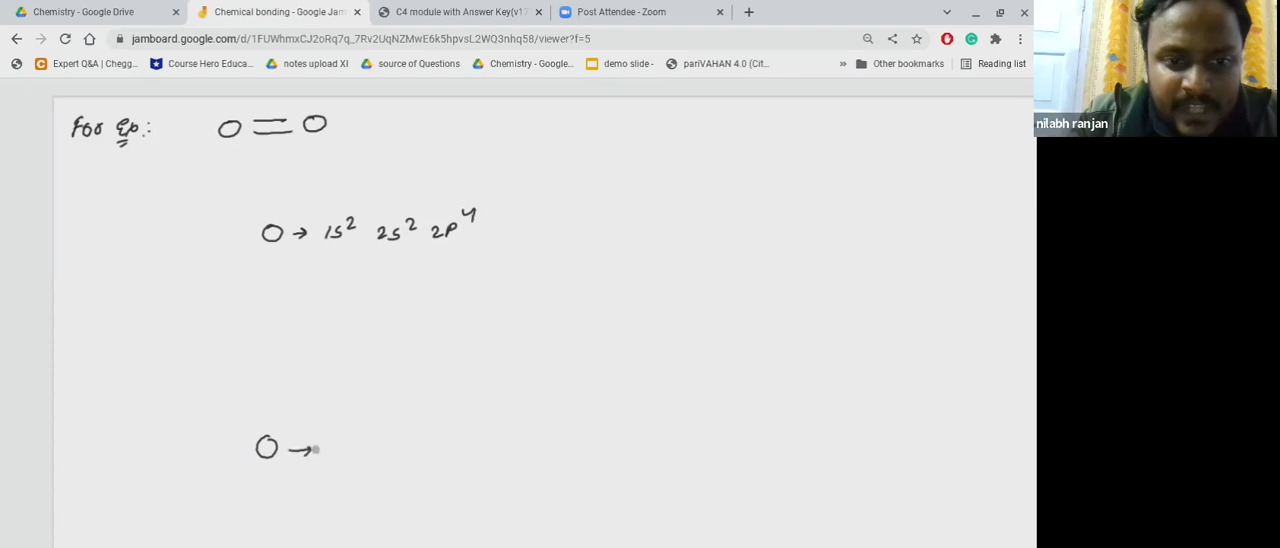 Chemistry - Google Drive
Chemical bonding - Google Jam
C4 module with Answer Key(v17
Post Attendee - Zoom
jamboard.google.com/d/1FUWhmxCJ2oRq7q_7Rv2UqNZMwE6k5hpvsL2WQ3nhq58/viewer?f=5
Expert Q&A | Chegg...
Course Hero Educa...
notes upload XI
source of Questions
Chemistry - Google...
demo slide -
pariVAHAN 4.0 (Cit...
»
Other bookmarks
Reading list
nilabh ranjan
For Ep.: O = O
O → 1s² 2s² 2p⁴
O →